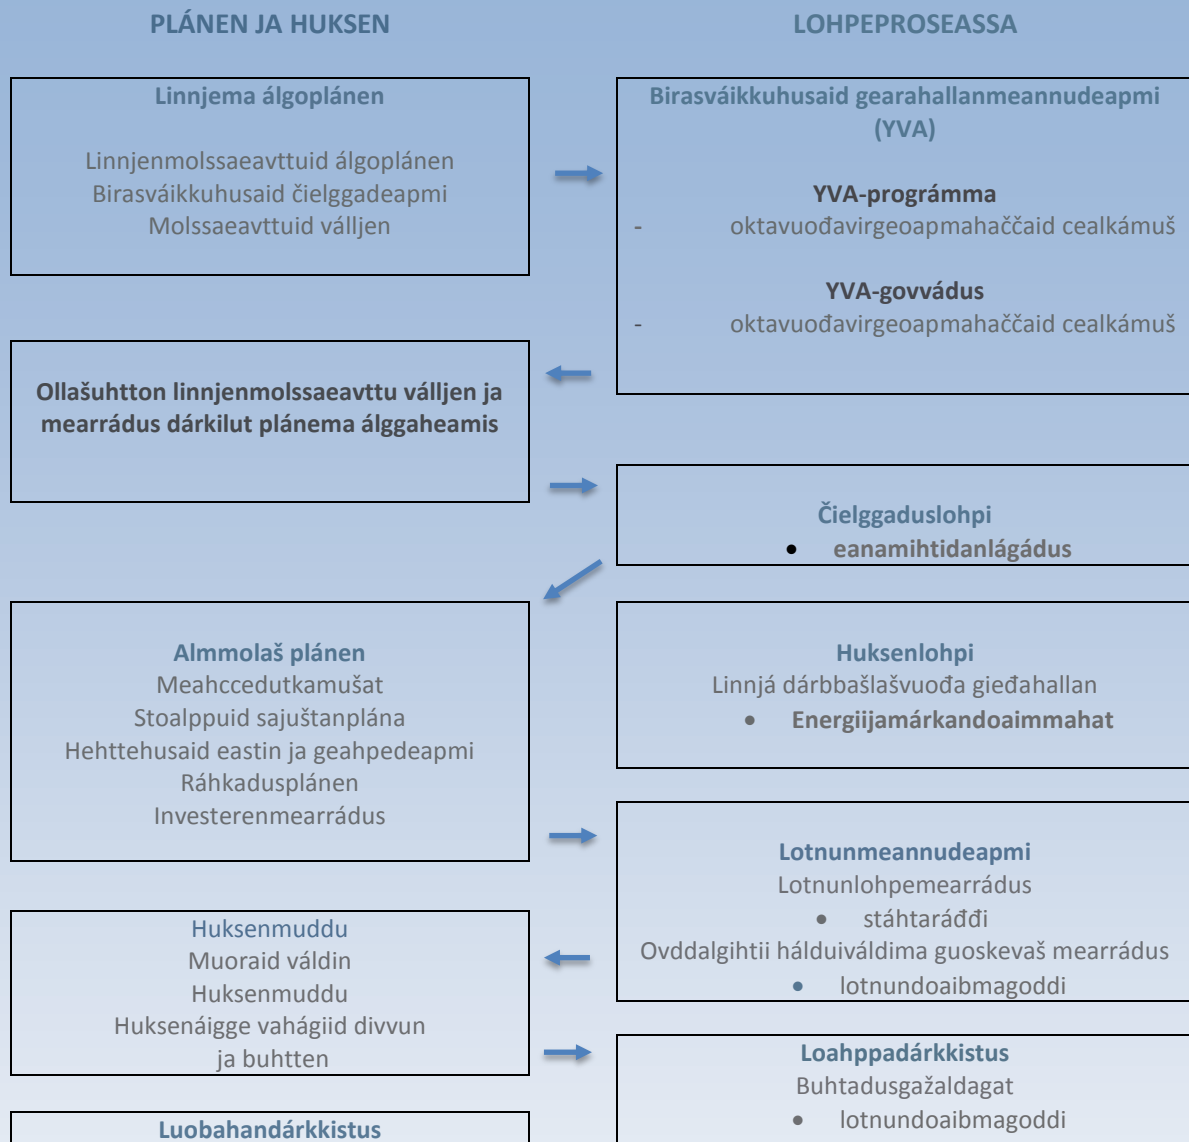 PLÁNEN JA HUKSEN
LOHPEPROSEASSA
Linnjema álgoplánen
Linnjenmolssaeavttuid álgoplánen
Birasváikkuhusaid čielggadeapmi
Molssaeavttuid válljen
Birasváikkuhusaid gearahallanmeannudeapmi
(YVA)
YVA-prográmma
- oktavuođavirgeoapmahaččaid cealkámuš
YVA-govvádus
- oktavuođavirgeoapmahaččaid cealkámuš
Ollašuhtton linnjenmolssaeavttu válljen ja
mearrádus dárkilut plánema álggaheamis
Čielggaduslohpi
• eanamihtidanlágádus
Almmolaš plánen
Meahccedutkamušat
Stoalppuid sajuštanplána
Hehttehusaid eastin ja geahpedeapmi
Ráhkadusplánen
Investerenmearrádus
Huksenlohpi
Linnjá dárbbašlašvuođa gieđahallan
• Energiijamárkandoaimmahat
Lotnunmeannudeapmi
Lotnunlohpemearrádus
• stáhtaráđđi
Ovddalgihtii hálduiváldima guoskevaš mearrádus
• lotnundoaibmagoddi
Huksenmuddu
Muoraid váldin
Huksenmuddu
Huksenáigge vahágiid divvun
ja buhtten
Loahppadárkkistus
Buhtadusgažaldagat
• lotnundoaibmagoddi
Luobahandárkkistus